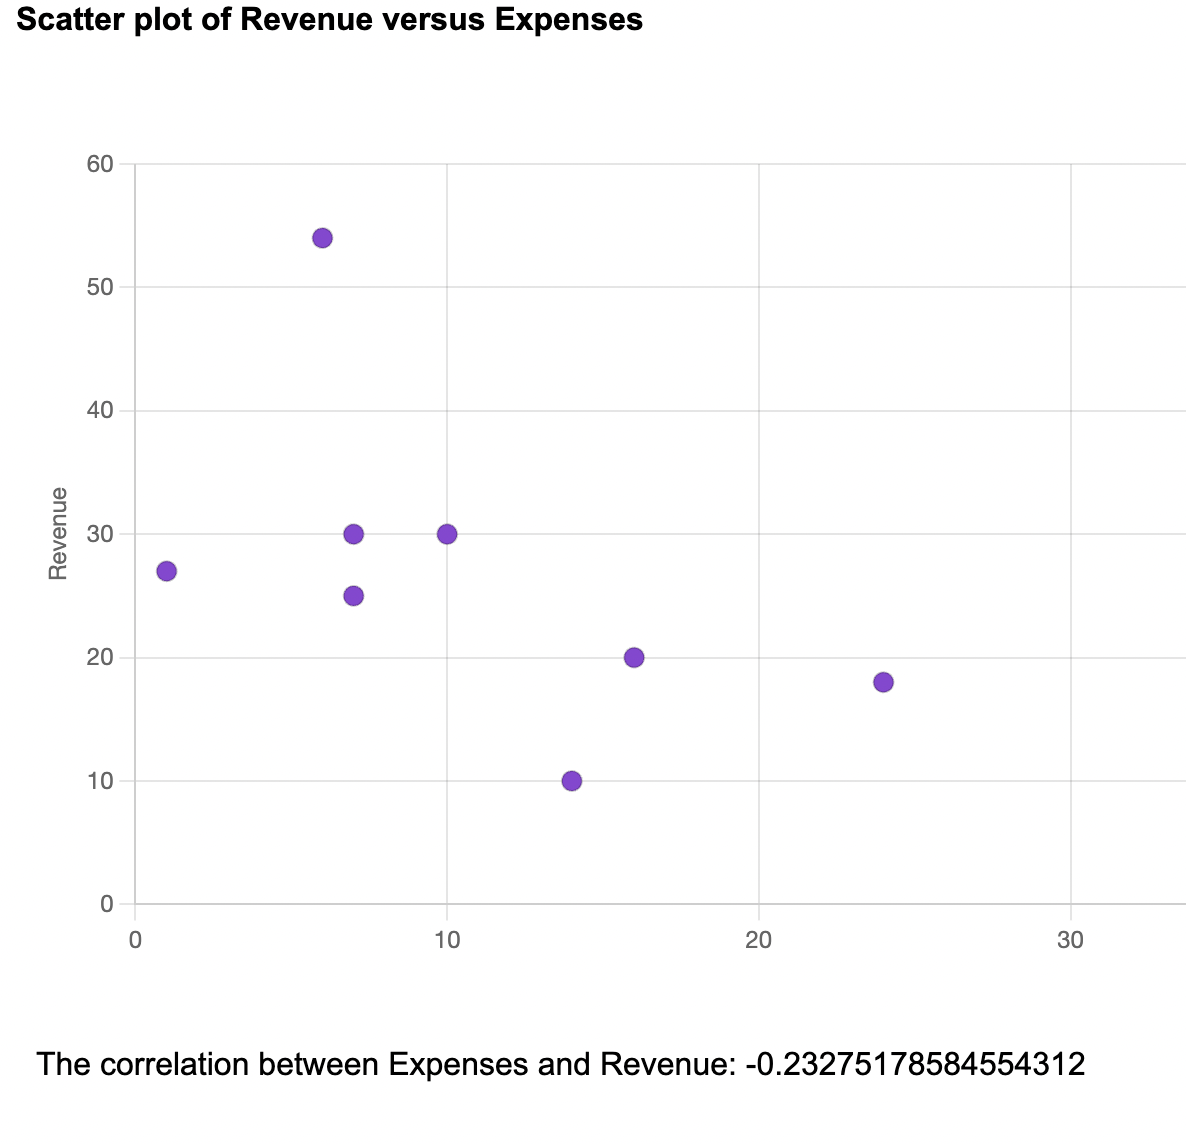 Scatter plot of Revenue versus Expenses
60
50
40
Revenue
30
20
10
0
0 10 20 30
The correlation between Expenses and Revenue: -0.23275178584554312